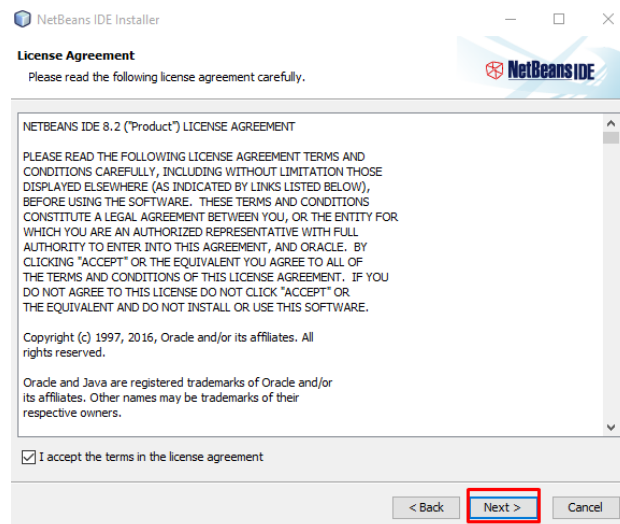 NetBeans IDE Installer
License Agreement
Please read the following license agreement carefully.
NetBeans IDE
NETBEANS IDE 8.2 ("Product") LICENSE AGREEMENT
PLEASE READ THE FOLLOWING LICENSE AGREEMENT TERMS AND
CONDITIONS CAREFULLY, INCLUDING WITHOUT LIMITATION THOSE
DISPLAYED ELSEWHERE (AS INDICATED BY LINKS LISTED BELOW),
BEFORE USING THE SOFTWARE.  THESE TERMS AND CONDITIONS
CONSTITUTE A LEGAL AGREEMENT BETWEEN YOU, OR THE ENTITY FOR
WHICH YOU ARE AN AUTHORIZED REPRESENTATIVE WITH FULL
AUTHORITY TO ENTER INTO THIS AGREEMENT, AND ORACLE.  BY
CLICKING "ACCEPT" OR THE EQUIVALENT YOU AGREE TO ALL OF
THE TERMS AND CONDITIONS OF THIS LICENSE AGREEMENT.  IF YOU
DO NOT AGREE TO THIS LICENSE DO NOT CLICK "ACCEPT" OR
THE EQUIVALENT AND DO NOT INSTALL OR USE THIS SOFTWARE.
Copyright (c) 1997, 2016, Oracle and/or its affiliates. All
rights reserved.
Oracle and Java are registered trademarks of Oracle and/or
its affiliates. Other names may be trademarks of their
respective owners.
I accept the terms in the license agreement
< Back
Next >
Cancel